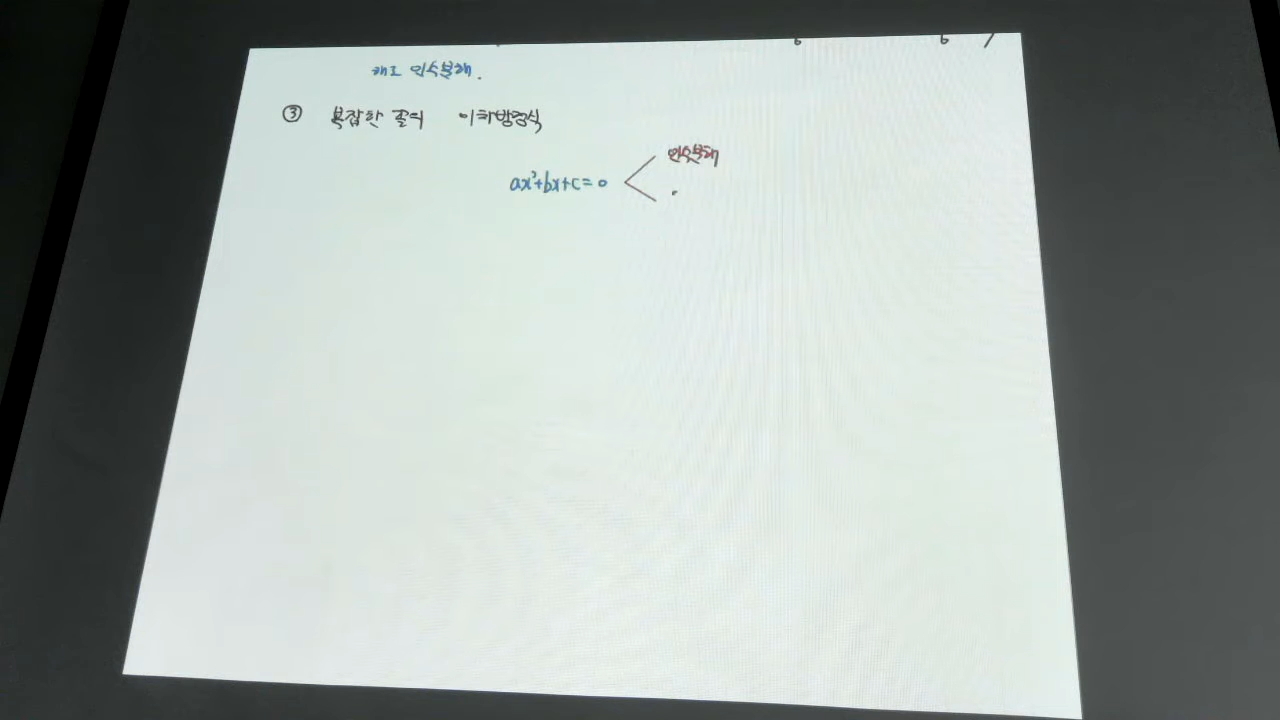 해도 인수분해.
③ 복잡한 꼴의 이차방정식
인수분해
ax²+bx+c=0